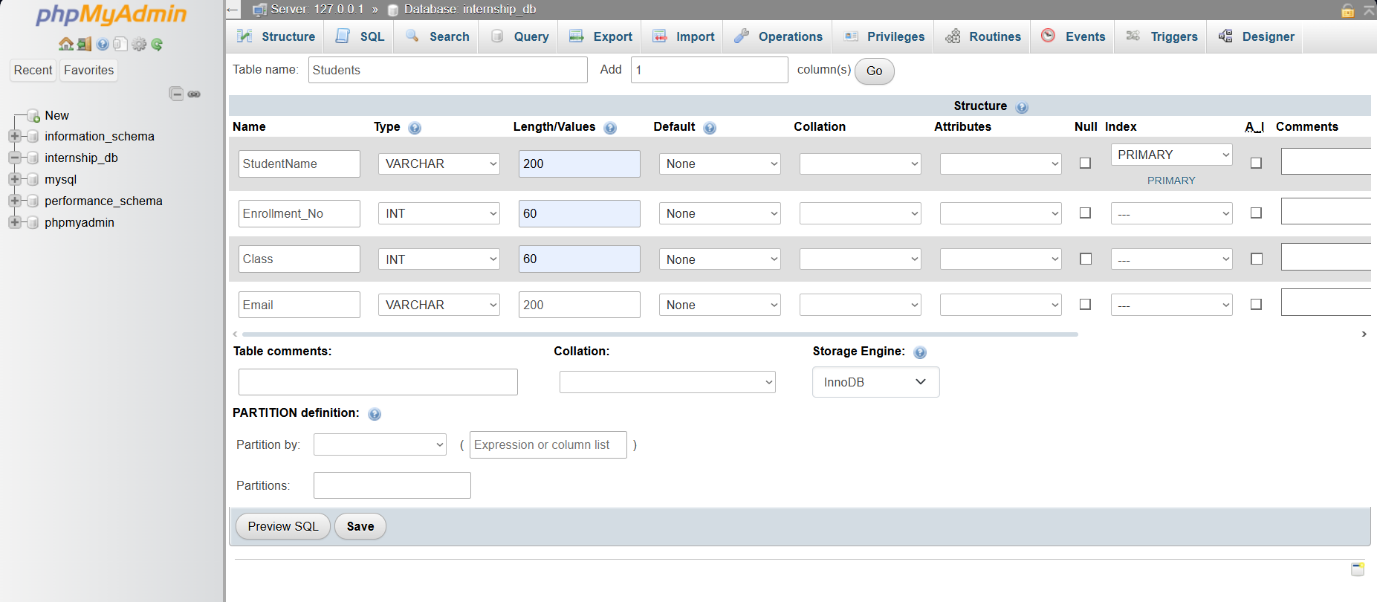 phpMyAdmin
Recent Favorites
New
information_schema
internship_db
mysql
performance_schema
phpmyadmin
Server: 127.0.0.1 » Database: internship_db
Structure SQL Search Query Export Import Operations Privileges Routines Events Triggers Designer
Table name: Students Add 1 column(s) Go
Structure
Name Type Length/Values Default Collation Attributes Null Index A_I Comments
StudentName VARCHAR 200 None PRIMARY
PRIMARY
Enrollment_No INT 60 None ---
Class INT 60 None ---
Email VARCHAR 200 None ---
Table comments: Collation: Storage Engine:
InnoDB
PARTITION definition:
Partition by: ( Expression or column list )
Partitions:
Preview SQL Save